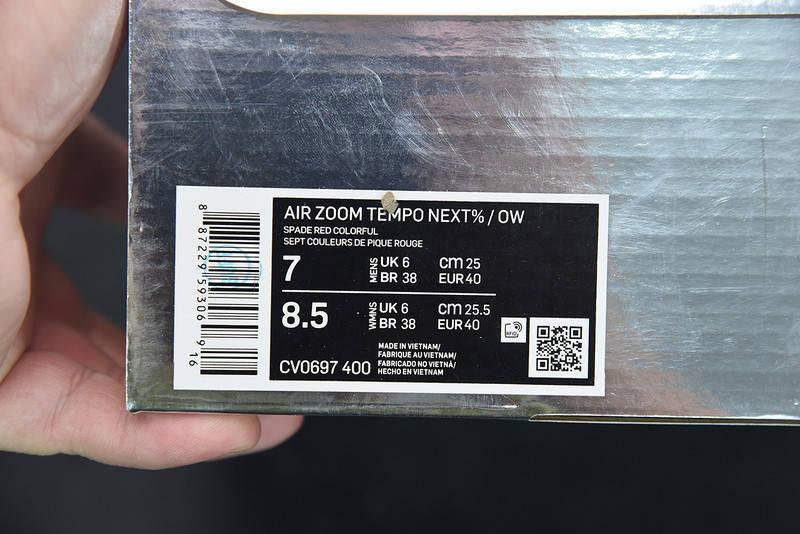 AIR ZOOM TEMPO NEXT% / OW
SPADE RED COLORFUL
SEPT COULEURS DE PIQUE ROUGE
7 MENS UK 6 cm 25
BR 38 EUR 40
8.5 WMNS UK 6 cm 25.5
BR 38 EUR 40
MADE IN VIETNAM/
FABRIQUE AU VIETNAM/
FABRICADO NO VIETNÃ/
HECHO EN VIETNAM
CV0697 400
RFID
8 87229 59306 9 16